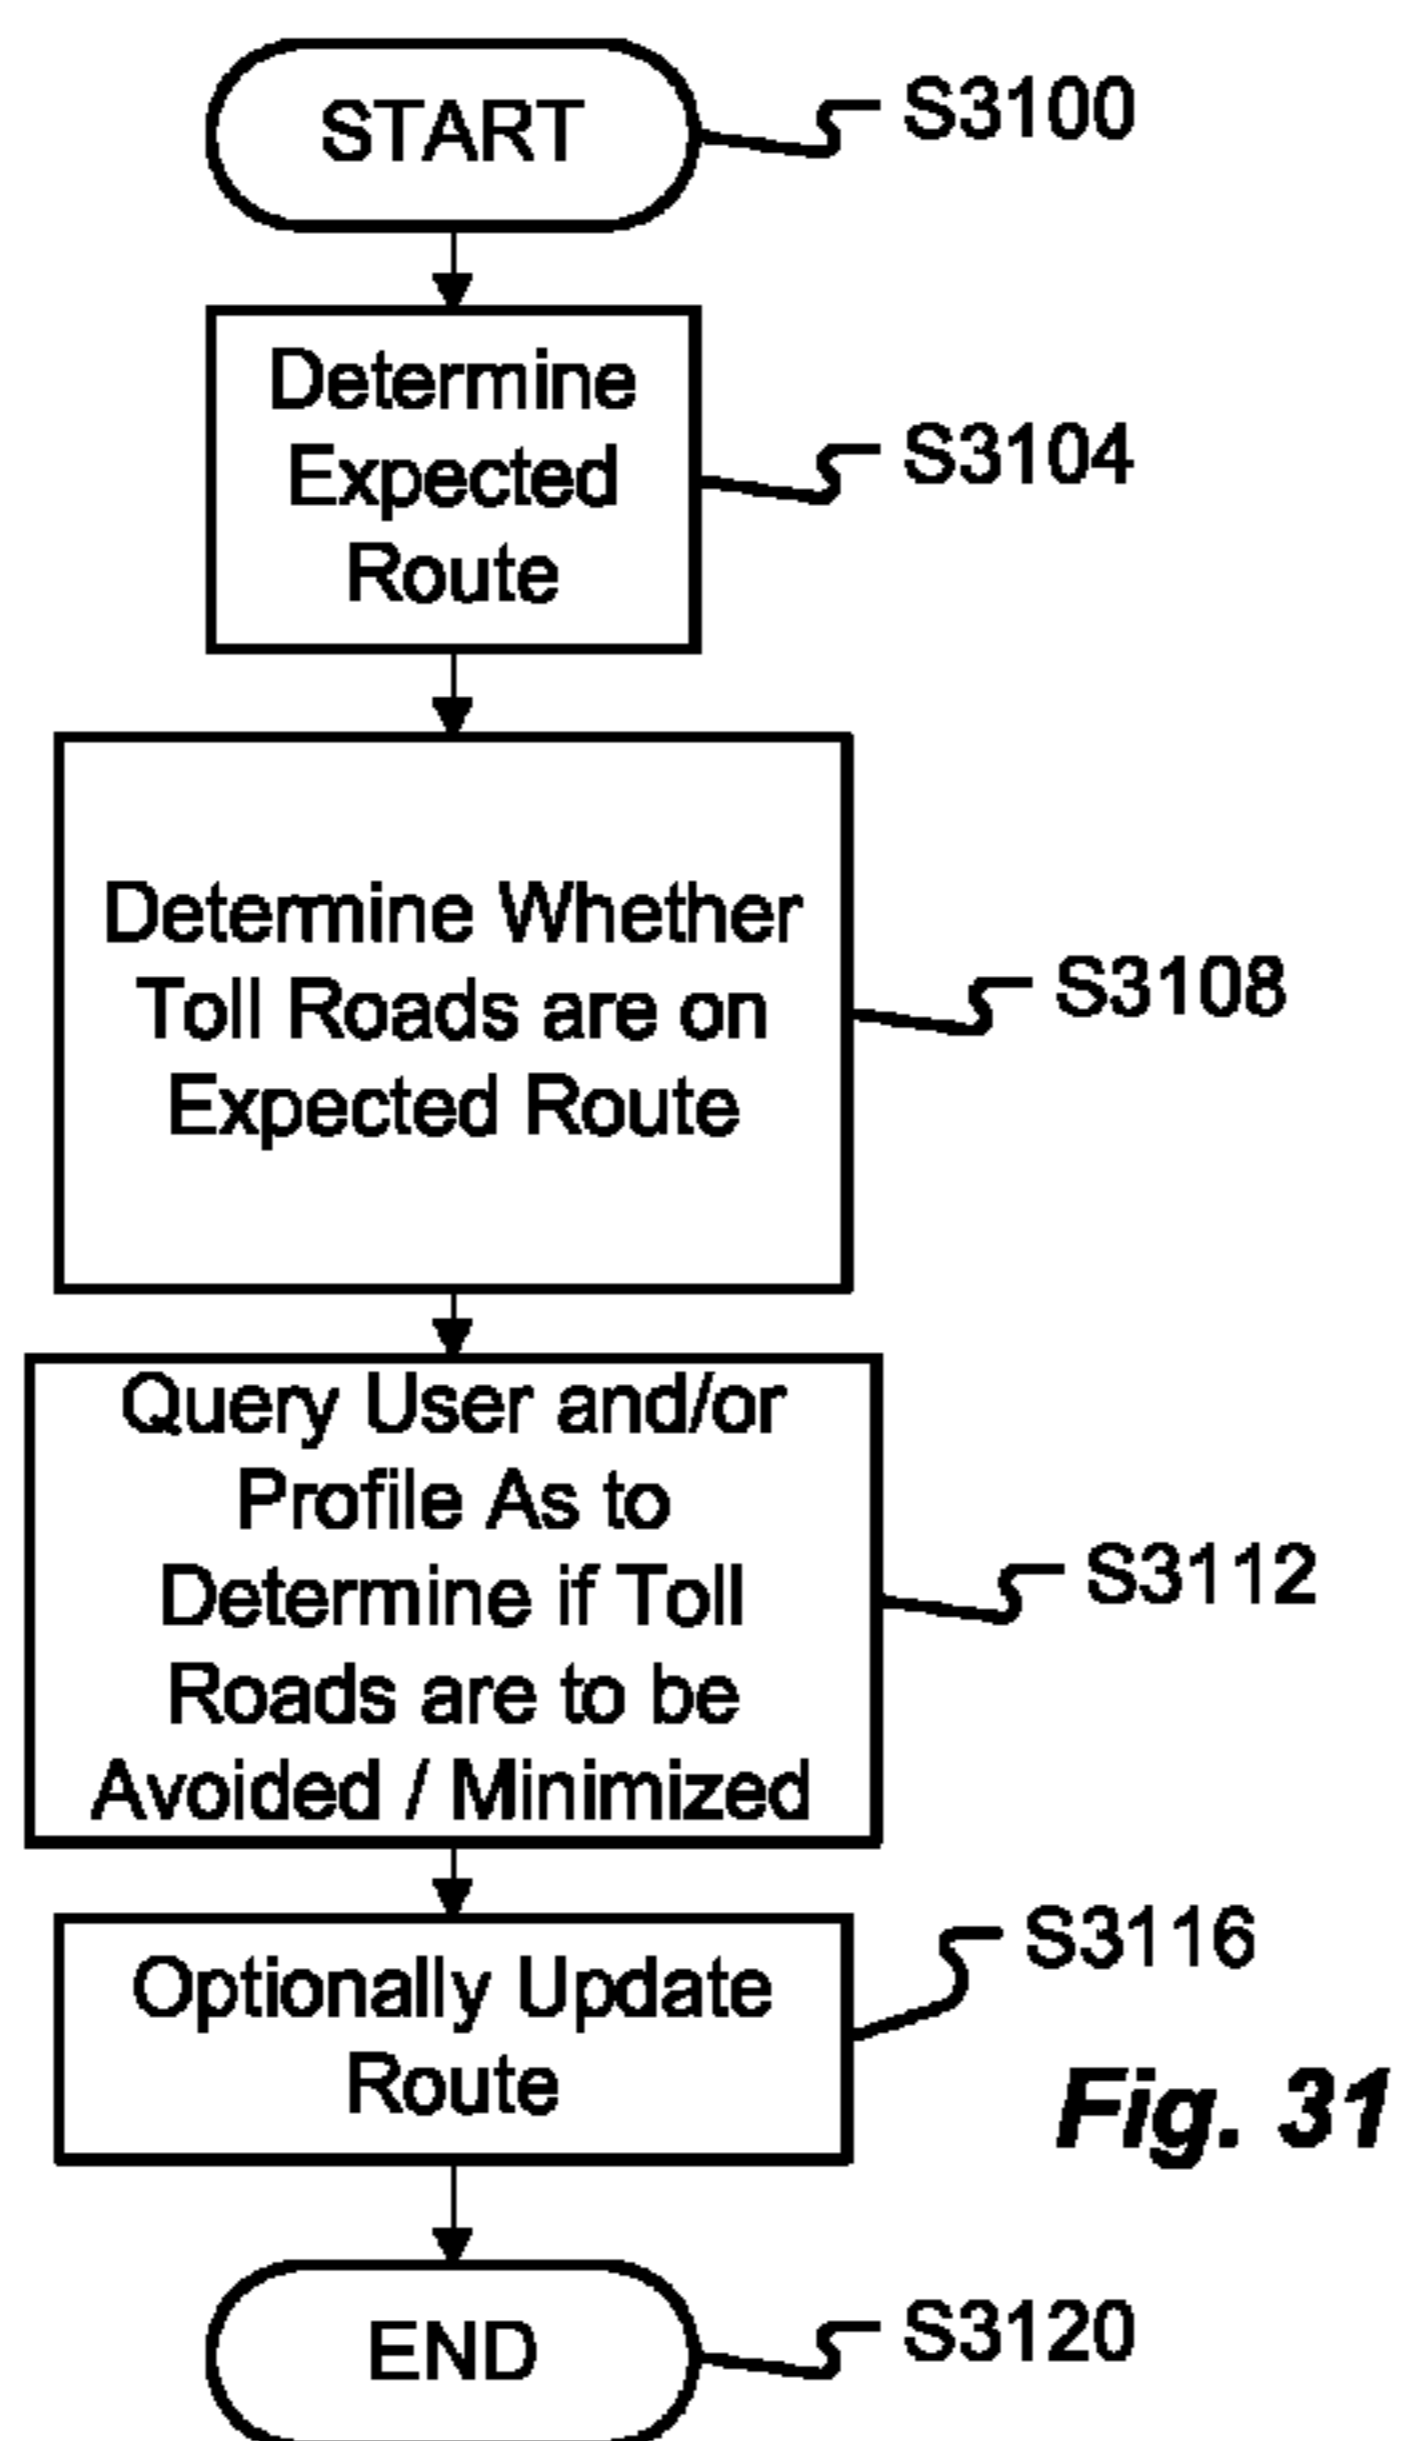 START
S3100
Determine
Expected
Route
S3104
Determine Whether
Toll Roads are on
Expected Route
S3108
Query User and/or
Profile As to
Determine if Toll
Roads are to be
Avoided / Minimized
S3112
Optionally Update
Route
S3116
Fig. 31
END
S3120